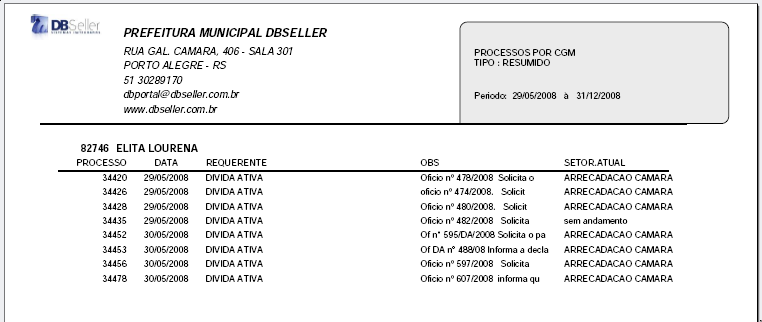 DBSeller
SISTEMAS INTEGRADOS
PREFEITURA MUNICIPAL DBSELLER
RUA GAL. CAMARA, 406 - SALA 301
PORTO ALEGRE - RS
51 30289170
dbportal@dbseller.com.br
www.dbseller.com.br
PROCESSOS POR CGM
TIPO : RESUMIDO
Periodo: 29/05/2008 à 31/12/2008
82746 ELITA LOURENA
PROCESSO DATA REQUERENTE OBS SETOR.ATUAL
34420 29/05/2008 DIVIDA ATIVA Oficio nº 478/2008 Solicita o ARRECADACAO CAMARA
34426 29/05/2008 DIVIDA ATIVA oficio nº 474/2008. Solicit ARRECADACAO CAMARA
34428 29/05/2008 DIVIDA ATIVA Oficio nº 480/2008. Solicit ARRECADACAO CAMARA
34435 29/05/2008 DIVIDA ATIVA Oficio nº 482/2008 Solicita sem andamento
34452 30/05/2008 DIVIDA ATIVA Of n° 595/DA/2008 Solicita o pa ARRECADACAO CAMARA
34453 30/05/2008 DIVIDA ATIVA Of DA nº 488/08 Informa a decla ARRECADACAO CAMARA
34456 30/05/2008 DIVIDA ATIVA Oficio nº 597/2008 Solicita ARRECADACAO CAMARA
34478 30/05/2008 DIVIDA ATIVA Oficio nº 607/2008 informa qu ARRECADACAO CAMARA